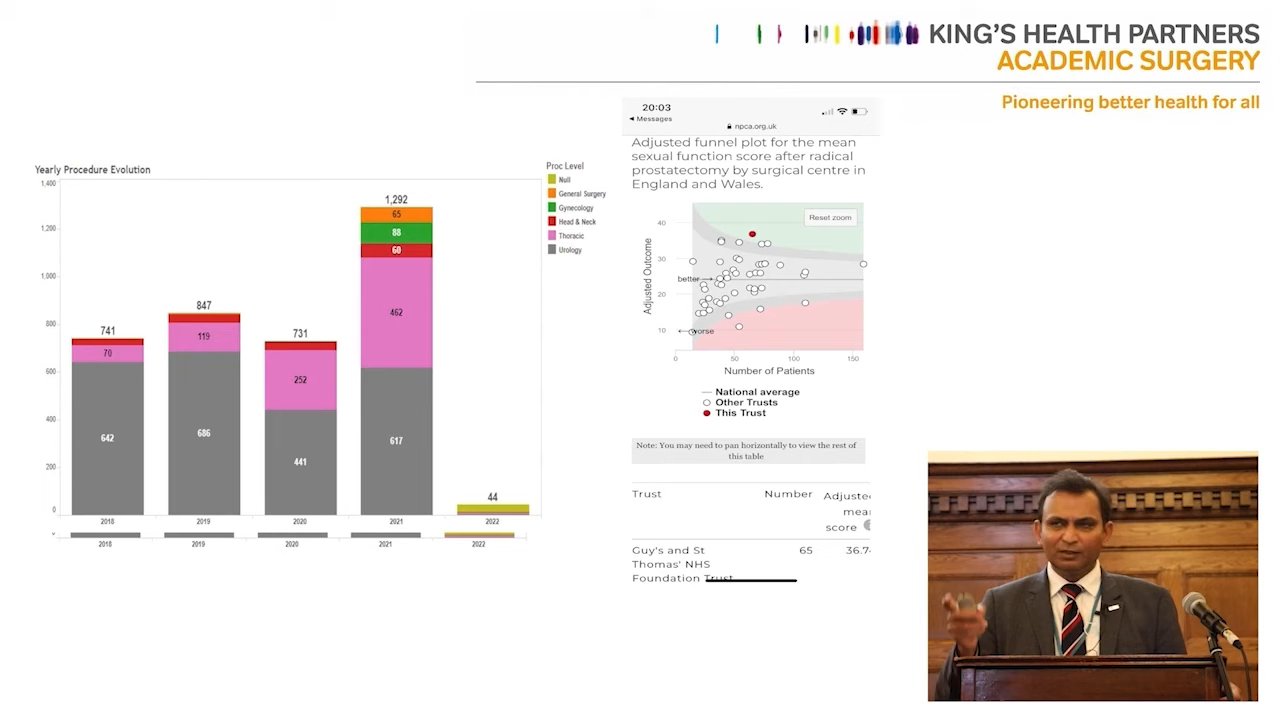 KING'S HEALTH PARTNERS
ACADEMIC SURGERY
Pioneering better health for all
Yearly Procedure Evolution
1,400
1,200
1,000
800
600
400
200
0
741
70
642
847
119
686
731
252
441
1,292
65
88
60
462
617
44
2018
2019
2020
2021
2022
2018
2019
2020
2021
2022
Proc Level
Null
General Surgery
Gynecology
Head & Neck
Thoracic
Urology
20:03
Messages
npca.org.uk
Adjusted funnel plot for the mean
sexual function score after radical
prostatectomy by surgical centre in
England and Wales.
Reset zoom
Adjusted Outcome
40
30
20
10
better
worse
0
50
100
150
Number of Patients
National average
Other Trusts
This Trust
Note: You may need to pan horizontally to view the rest of
this table
Trust Number Adjusted
mean
score
Guy's and St 65 36.7
Thomas' NHS
Foundation Trust